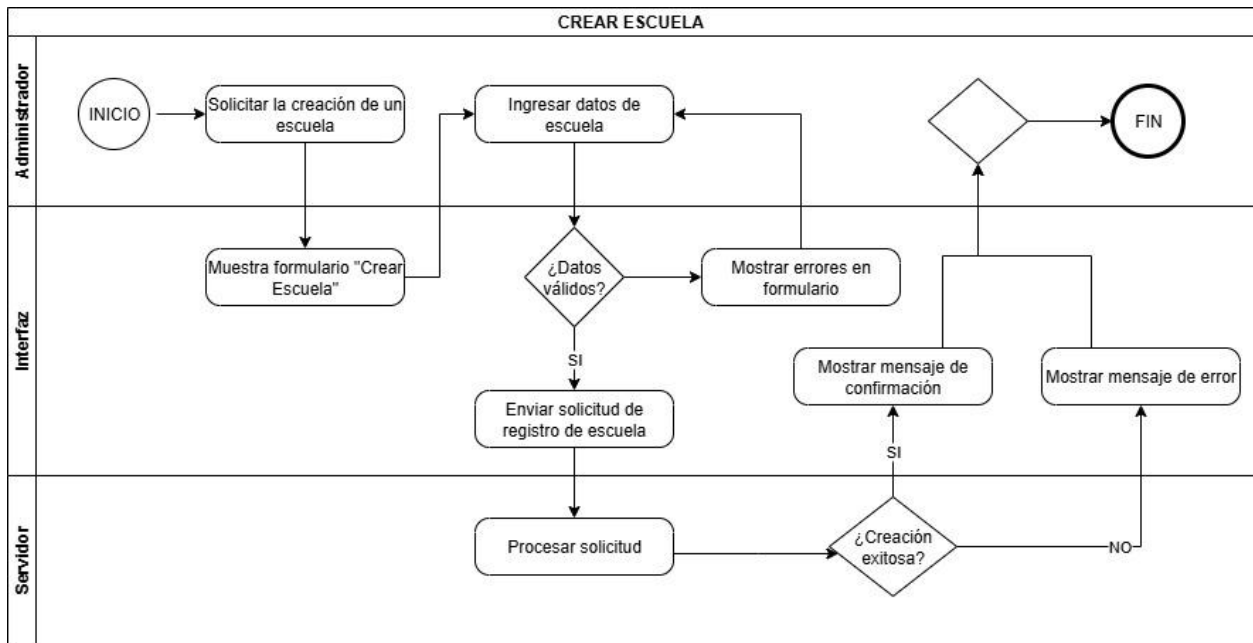 CREAR ESCUELA
Administrador
INICIO
Solicitar la creación de un
escuela
Ingresar datos de
escuela
FIN
Interfaz
Muestra formulario "Crear
Escuela"
¿Datos
válidos?
Mostrar errores en
formulario
SI
Mostrar mensaje de
confirmación
Mostrar mensaje de error
Enviar solicitud de
registro de escuela
SI
Servidor
Procesar solicitud
¿Creación
exitosa?
NO